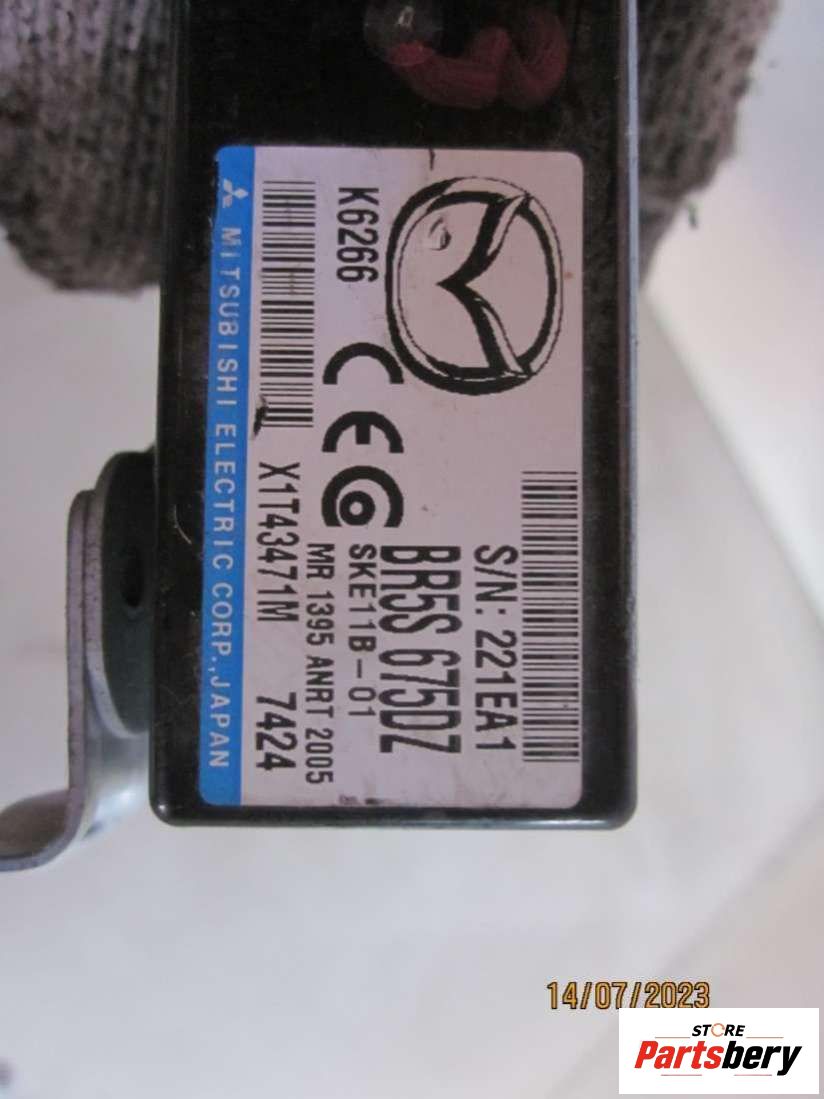 S/N: 221EA1
BR5S 675DZ
K6266
CE
SKE11B-01
MR 1395 ANRT 2005
X1T43471M 7424
MITSUBISHI ELECTRIC CORP.,JAPAN
14/07/2023
STORE
Partsbery